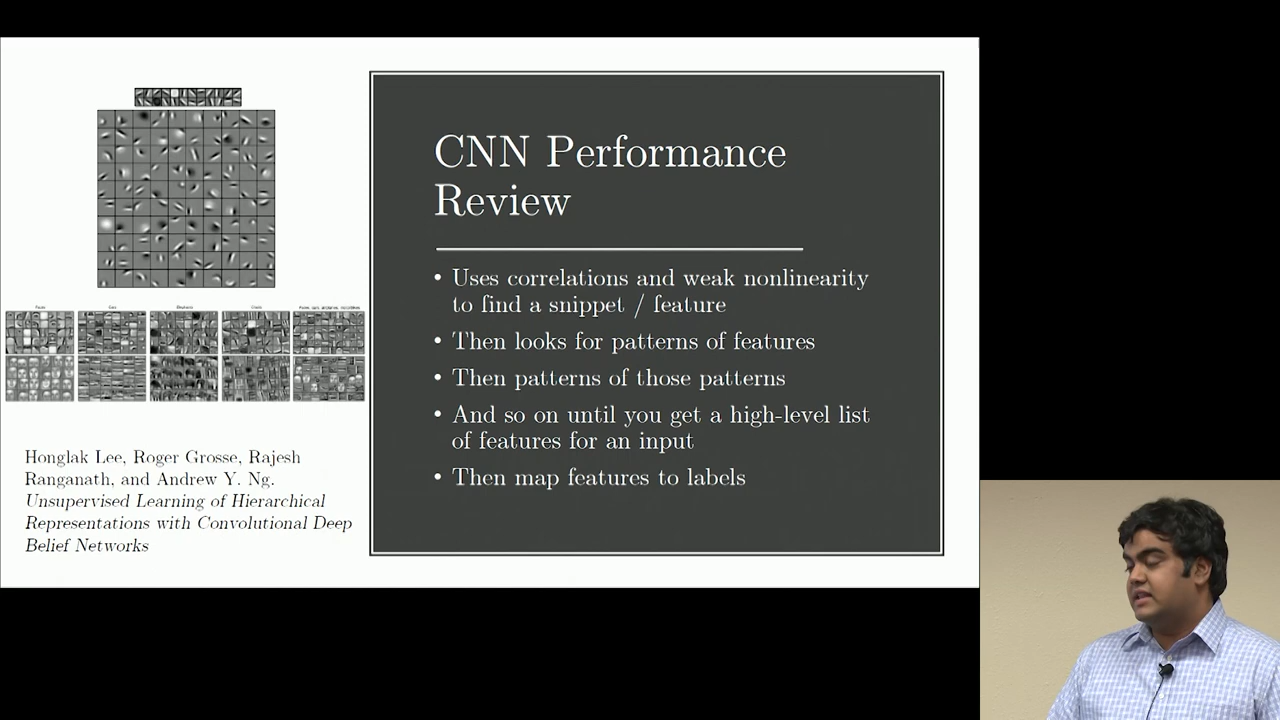 CNN Performance
Review
• Uses correlations and weak nonlinearity
to find a snippet / feature
• Then looks for patterns of features
• Then patterns of those patterns
• And so on until you get a high-level list
of features for an input
• Then map features to labels
Honglak Lee, Roger Grosse, Rajesh
Ranganath, and Andrew Y. Ng.
Unsupervised Learning of Hierarchical
Representations with Convolutional Deep
Belief Networks